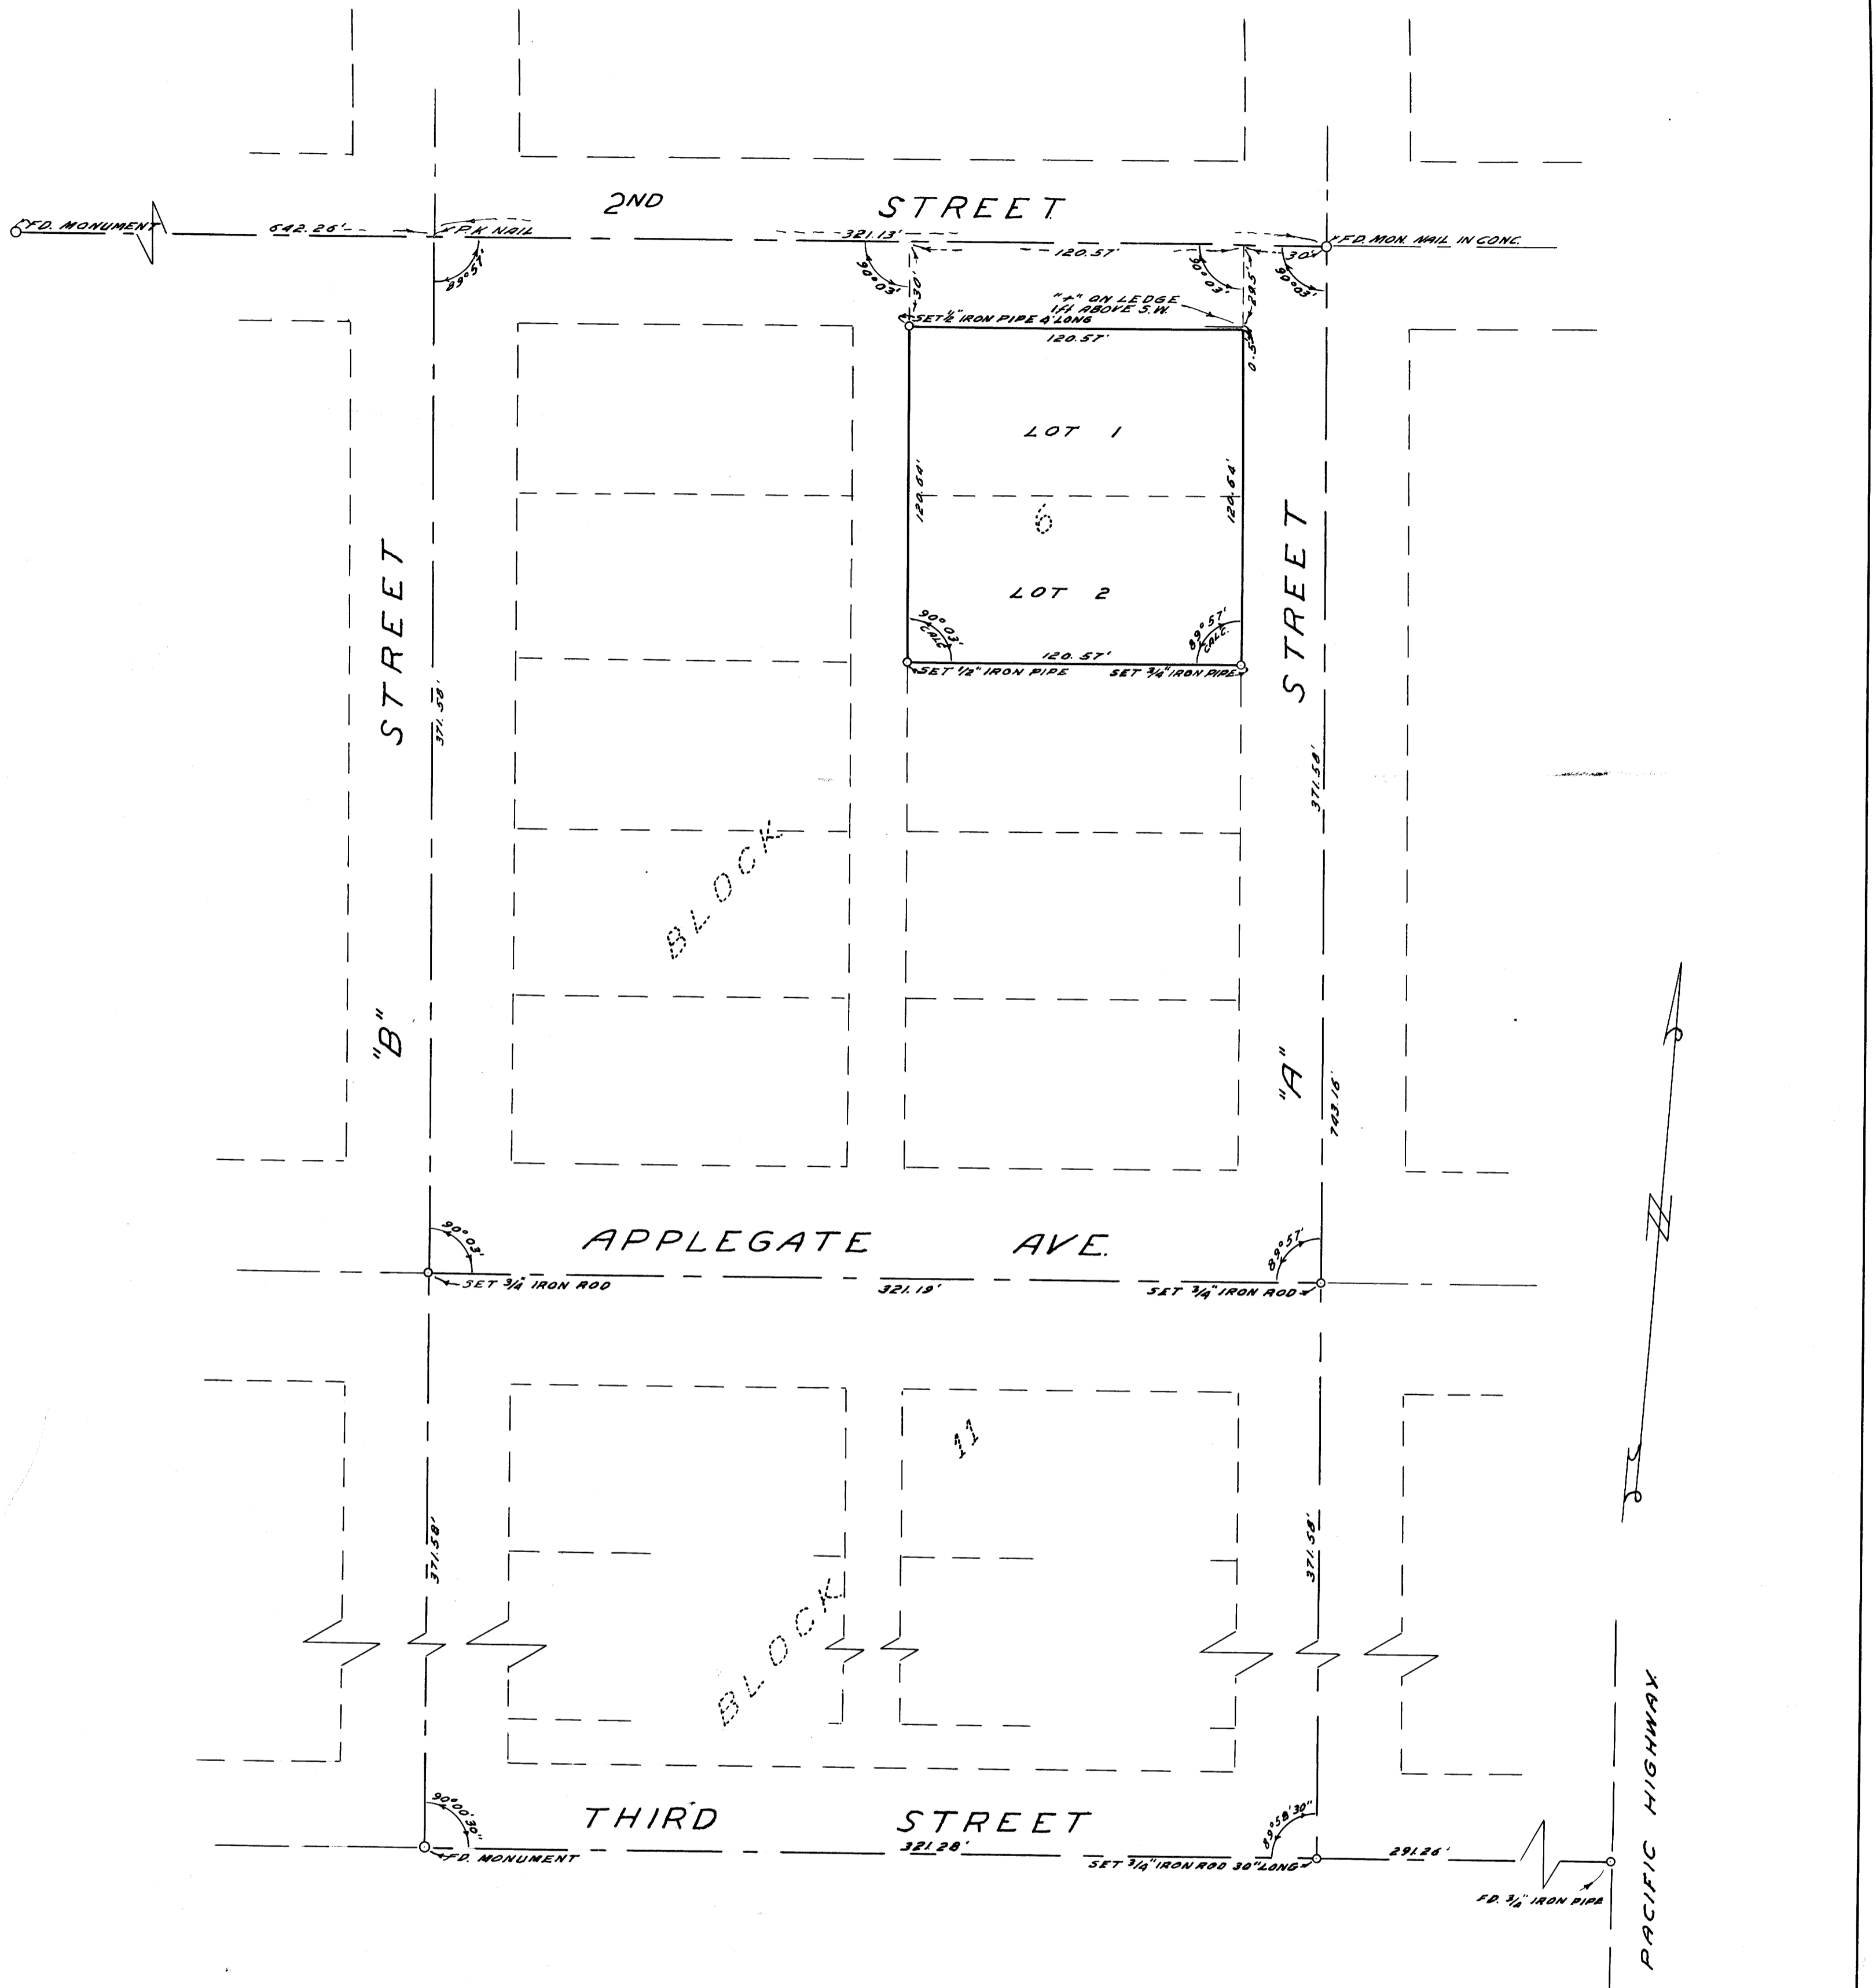 2ND STREET
FD. MONUMENT
642.26'
P.K NAIL
321.13'
120.57'
30'
FD. MON. NAIL IN CONC.
89°57'
90°03'
30'
90°03'
29.5'
90°03'
"+" ON LEDGE
1ft ABOVE S.W.
SET 1/2" IRON PIPE 4' LONG
120.57'
0.5'
LOT 1
120.64'
120.64'
6
LOT 2
90°03'
CALC.
89°57'
CALC.
120.57'
SET 1/2" IRON PIPE
SET 3/4" IRON PIPE
"B" STREET
371.58'
"A" STREET
371.58'
743.16'
BLOCK
N
90°03'
APPLEGATE AVE.
89°57'
SET 3/4" IRON ROD
321.19'
SET 3/4" IRON ROD
11
371.58'
371.58'
BLOCK
90°00'30"
THIRD STREET
89°58'30"
FD. MONUMENT
321.28'
SET 3/4" IRON ROD 30" LONG
291.26'
FD. 3/4" IRON PIPE
PACIFIC HIGHWAY